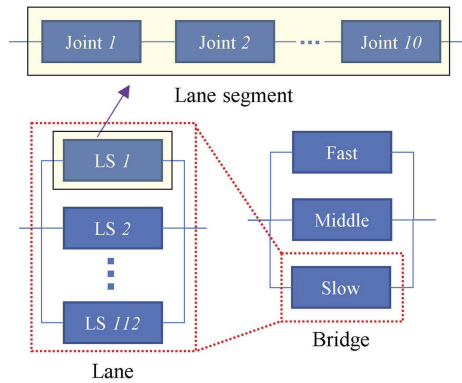 Joint 1
Joint 2
Joint 10
Lane segment
LS 1
LS 2
LS 112
Lane
Fast
Middle
Slow
Bridge